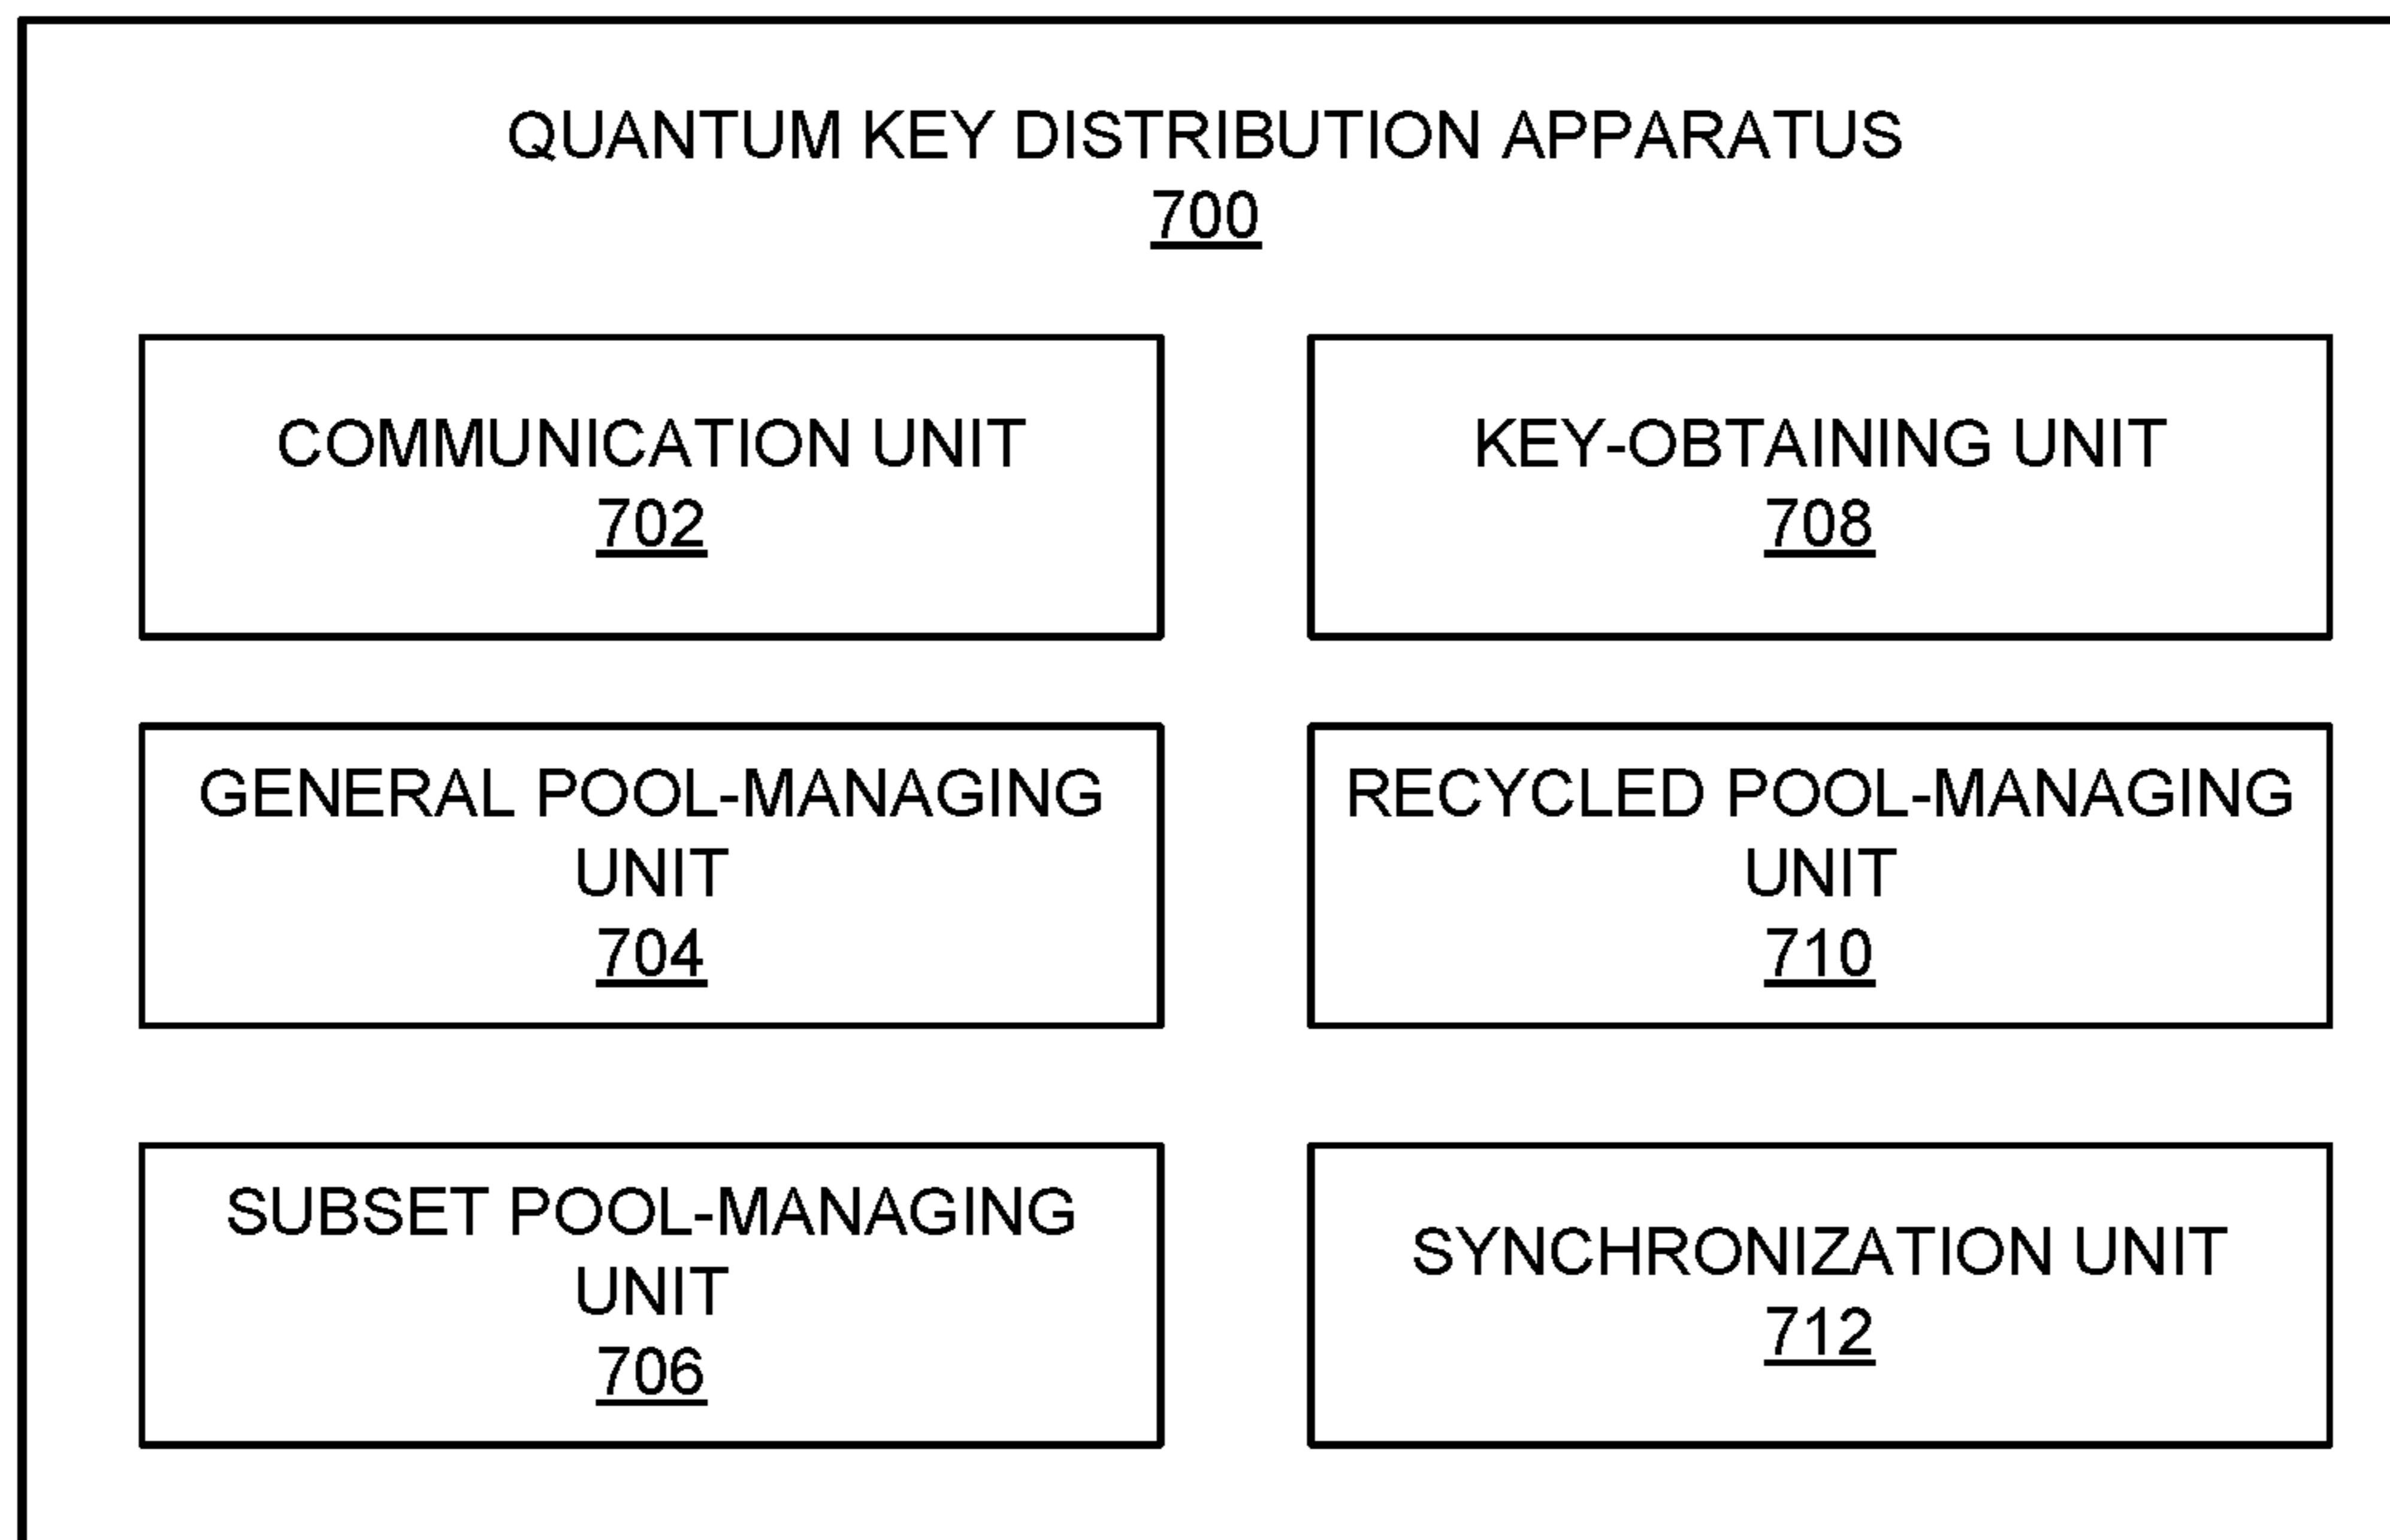 QUANTUM KEY DISTRIBUTION APPARATUS
700
COMMUNICATION UNIT
702
KEY-OBTAINING UNIT
708
GENERAL POOL-MANAGING
UNIT
704
RECYCLED POOL-MANAGING
UNIT
710
SUBSET POOL-MANAGING
UNIT
706
SYNCHRONIZATION UNIT
712